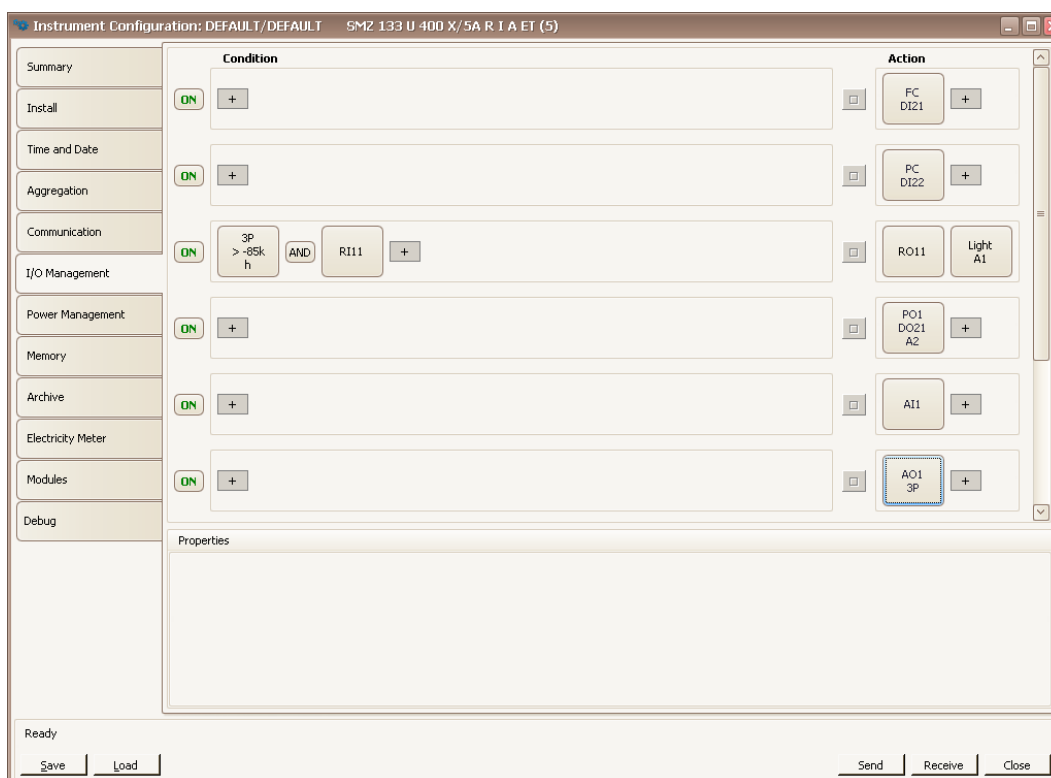 Instrument Configuration: DEFAULT/DEFAULT SMZ 133 U 400 X/5A R I A ET (5)
Summary
Install
Time and Date
Aggregation
Communication
I/O Management
Power Management
Memory
Archive
Electricity Meter
Modules
Debug
Condition
Action
ON
+
FC
DI21
+
ON
+
PC
DI22
+
ON
3P
> -85k
h
AND
RI11
+
RO11
Light
A1
ON
+
PO1
DO21
A2
+
ON
+
AI1
+
ON
+
AO1
3P
+
Properties
Ready
Save
Load
Send
Receive
Close